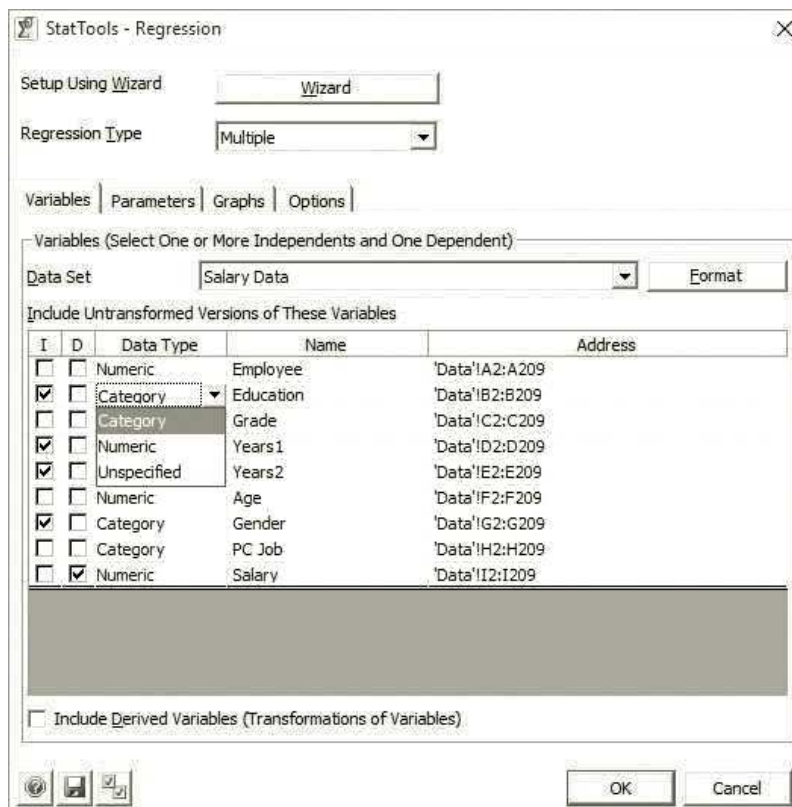 StatTools - Regression
Setup Using Wizard Wizard
Regression Type Multiple
Variables Parameters Graphs Options
Variables (Select One or More Independents and One Dependent)
Data Set Salary Data Format
Include Untransformed Versions of These Variables
I D Data Type Name Address
Numeric Employee 'Data'!A2:A209
Category Education 'Data'!B2:B209
Category Grade 'Data'!C2:C209
Numeric Years1 'Data'!D2:D209
Unspecified Years2 'Data'!E2:E209
Numeric Age 'Data'!F2:F209
Category Gender 'Data'!G2:G209
Category PC Job 'Data'!H2:H209
Numeric Salary 'Data'!I2:I209
Include Derived Variables (Transformations of Variables)
OK Cancel